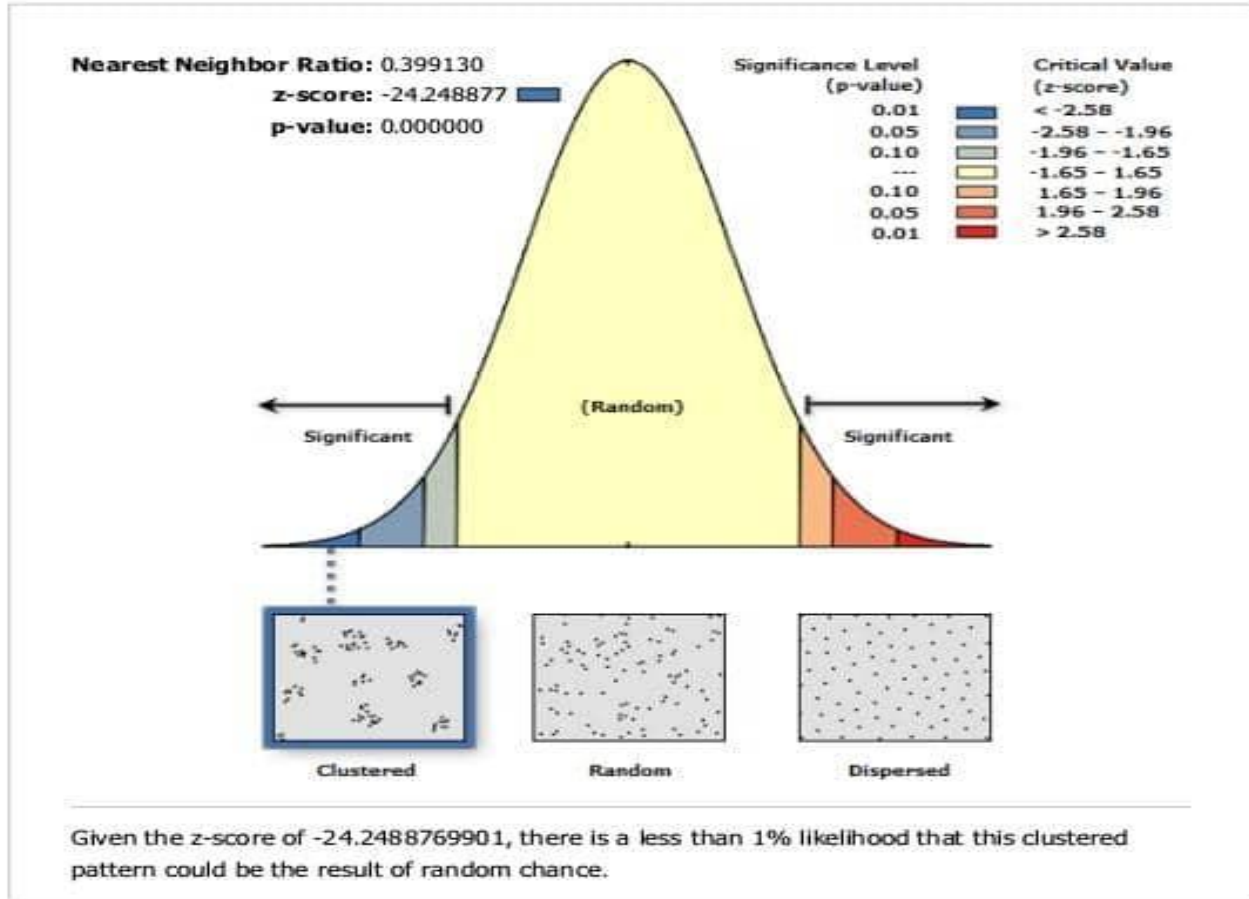 Nearest Neighbor Ratio: 0.399130
z-score: -24.248877
p-value: 0.000000
Significance Level
(p-value)
Critical Value
(z-score)
0.01 < -2.58
0.05 -2.58 - -1.96
0.10 -1.96 - -1.65
--- -1.65 - 1.65
0.10 1.65 - 1.96
0.05 1.96 - 2.58
0.01 > 2.58
(Random)
Significant
Significant
Clustered
Random
Dispersed
Given the z-score of -24.2488769901, there is a less than 1% likelihood that this clustered
pattern could be the result of random chance.